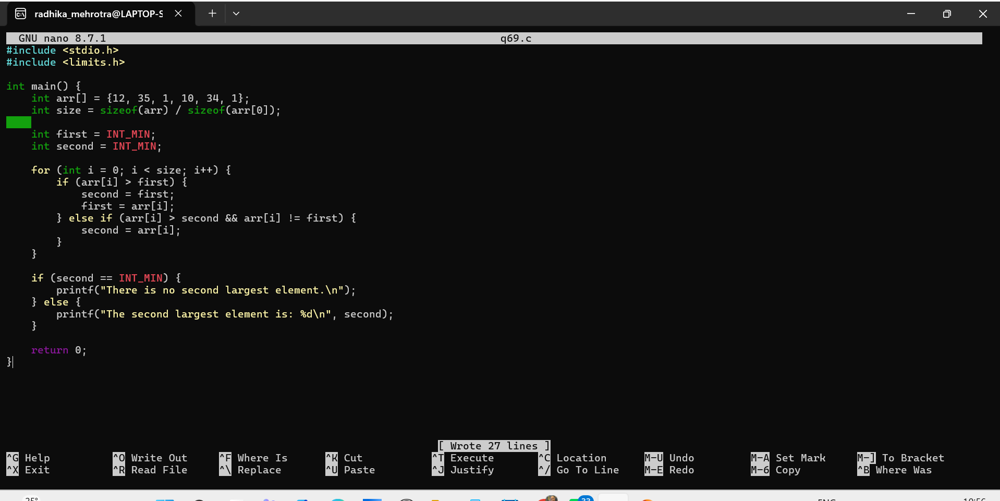 radhika_mehrotra@LAPTOP-S
GNU nano 8.7.1 q69.c
#include <stdio.h>
#include <limits.h>

int main() {
    int arr[] = {12, 35, 1, 10, 34, 1};
    int size = sizeof(arr) / sizeof(arr[0]);

    int first = INT_MIN;
    int second = INT_MIN;

    for (int i = 0; i < size; i++) {
        if (arr[i] > first) {
            second = first;
            first = arr[i];
        } else if (arr[i] > second && arr[i] != first) {
            second = arr[i];
        }
    }

    if (second == INT_MIN) {
        printf("There is no second largest element.\n");
    } else {
        printf("The second largest element is: %d\n", second);
    }

    return 0;
}
[ Wrote 27 lines ]
^G Help ^O Write Out ^F Where Is ^K Cut ^T Execute ^C Location M-U Undo M-A Set Mark M-] To Bracket
^X Exit ^R Read File ^\ Replace ^U Paste ^J Justify ^/ Go To Line M-E Redo M-6 Copy ^B Where Was
25°